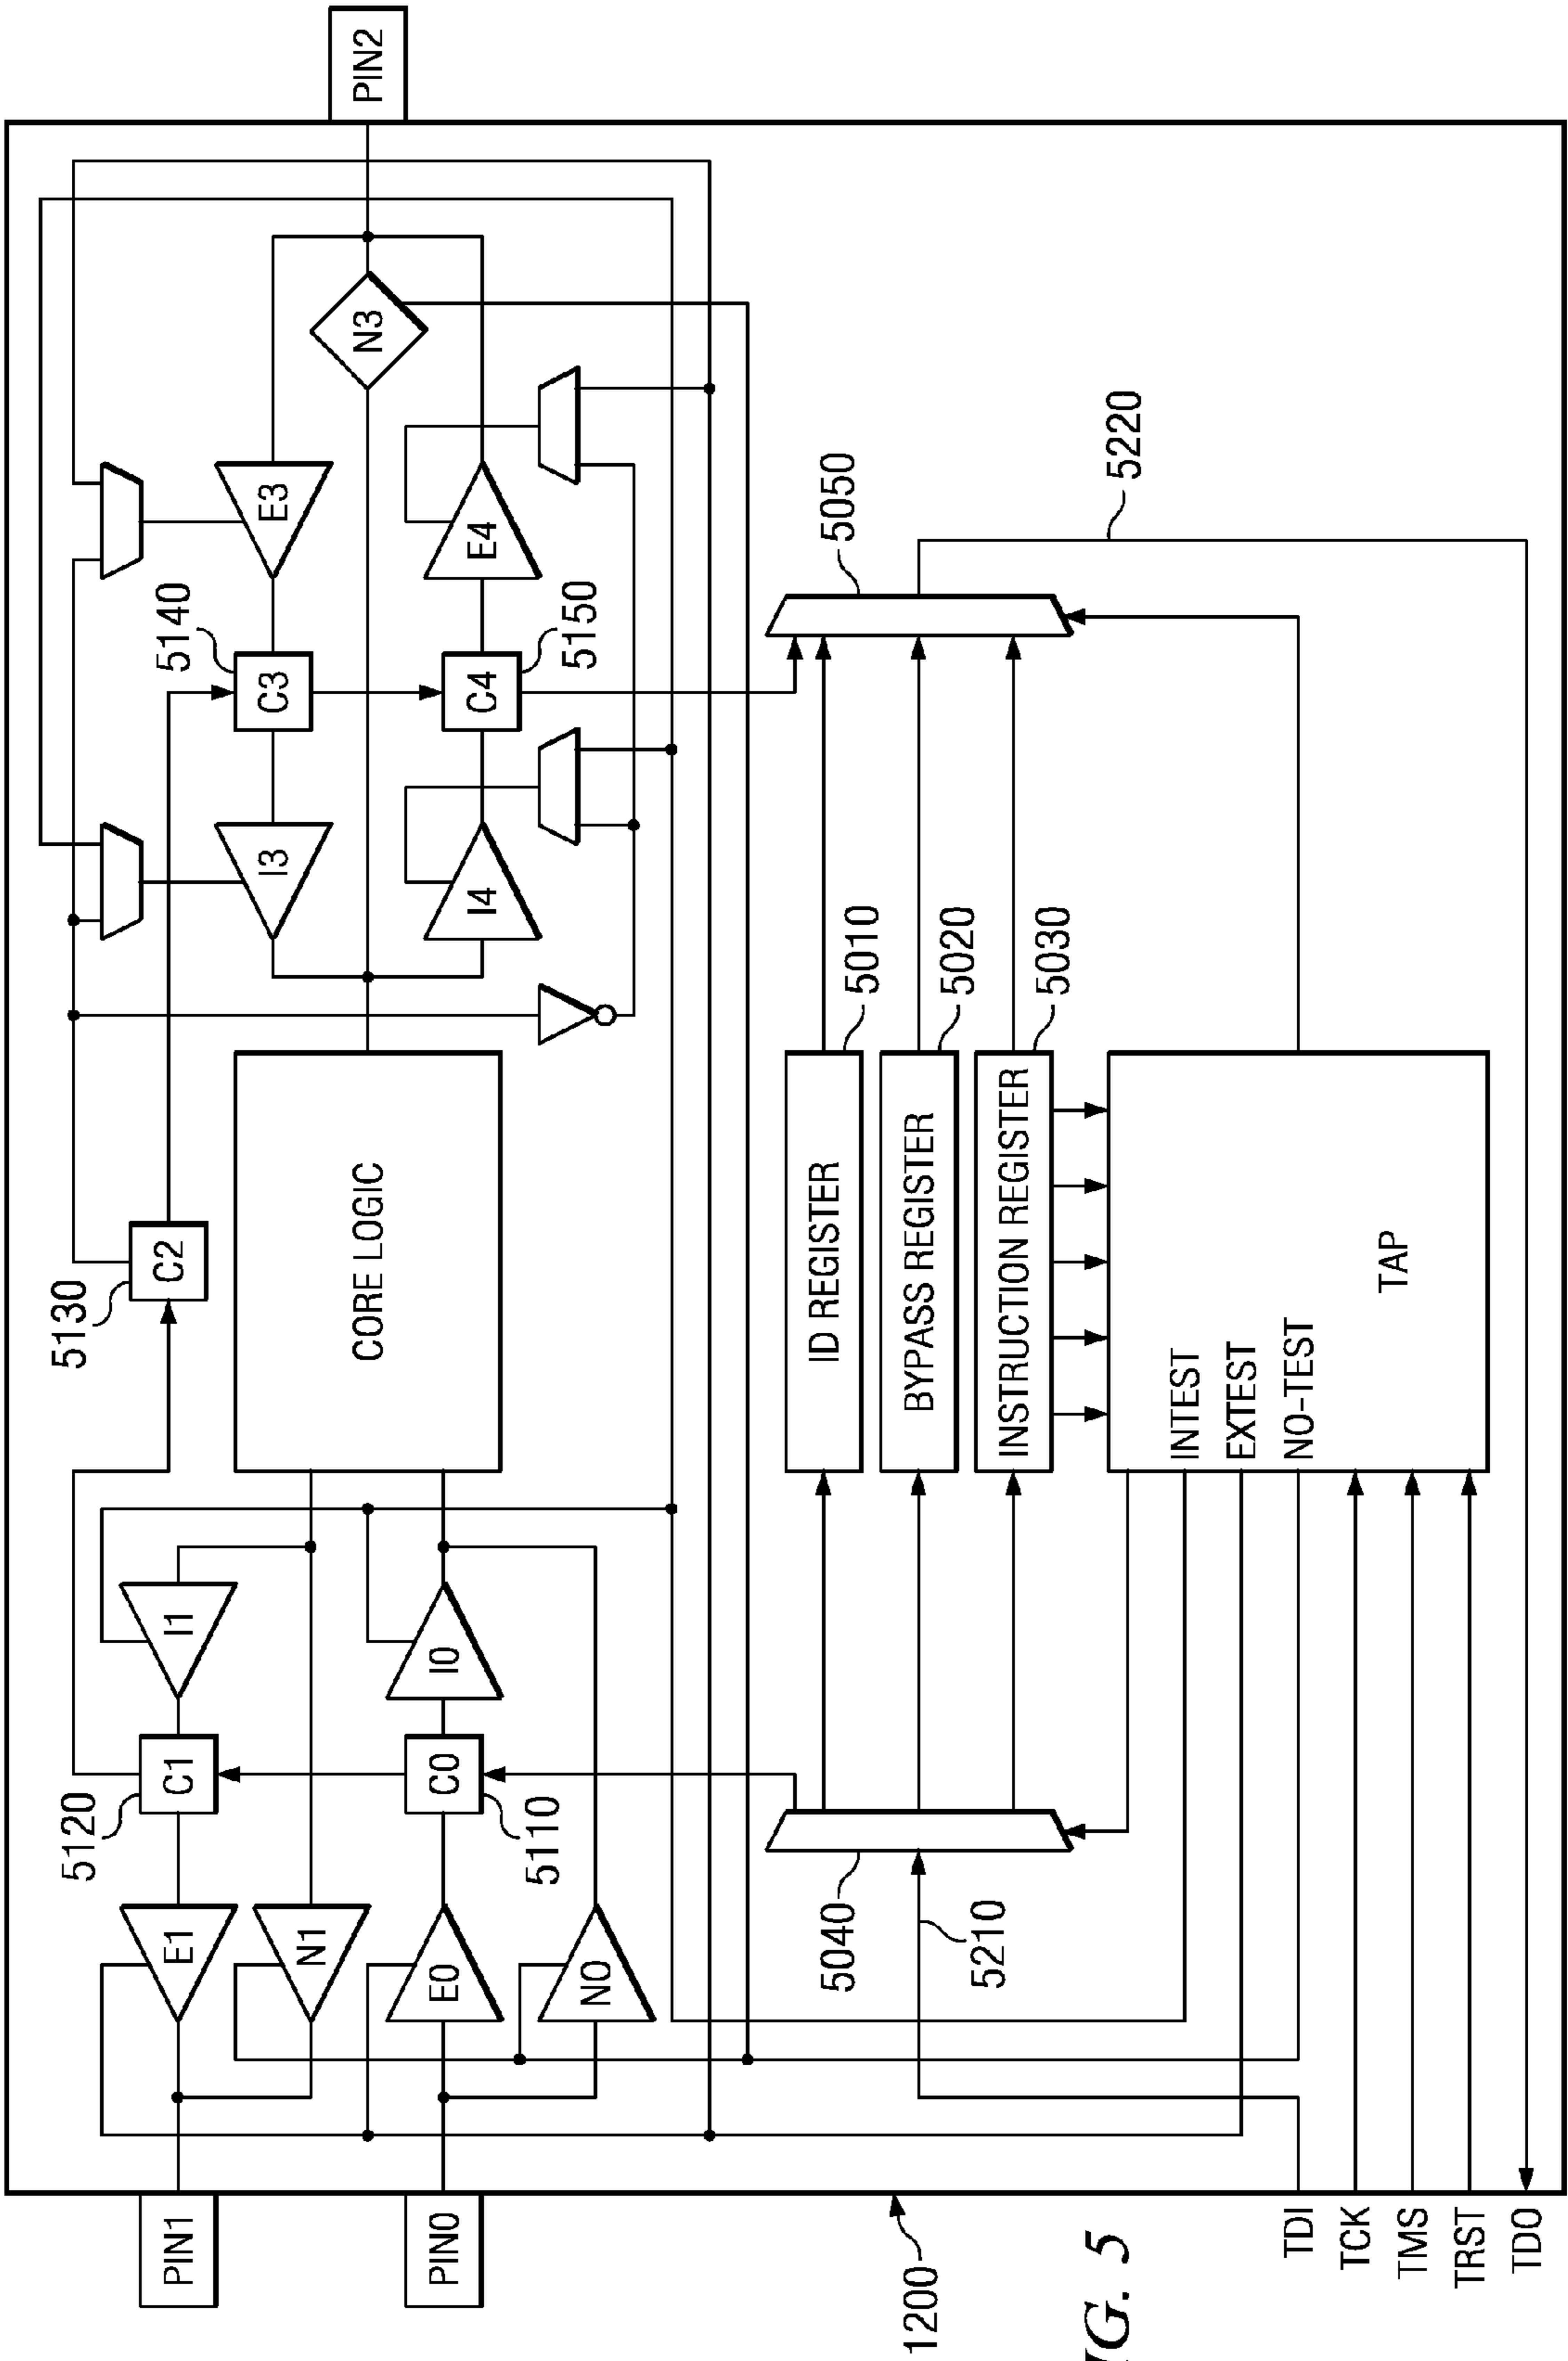 PIN1
PIN0
PIN2
5120
5110
5130
5140
5150
E1
N1
E0
N0
C1
C0
I1
I0
C2
CORE LOGIC
I3
I4
C3
C4
E3
E4
N3
5040
5210
ID REGISTER
5010
BYPASS REGISTER
5020
INSTRUCTION REGISTER
5030
5050
5220
INTEST
EXTEST
NO-TEST
TAP
TDI
TCK
TMS
TRST
TDO
1200
IG. 5